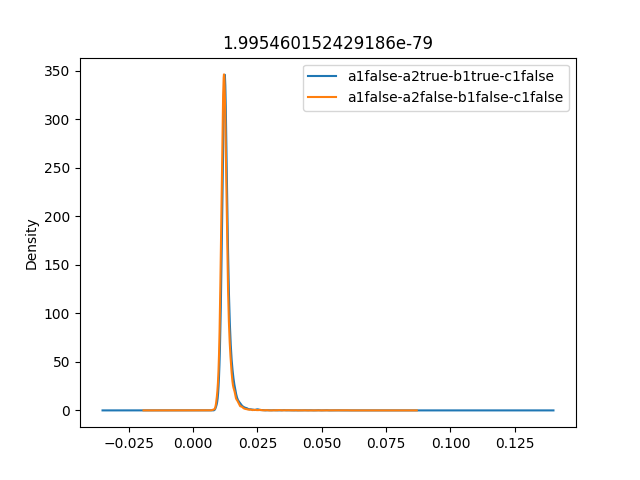 1.995460152429186e-79
a1false-a2true-b1true-c1false
a1false-a2false-b1false-c1false
Density
350
300
250
200
150
100
50
0
−0.025 0.000 0.025 0.050 0.075 0.100 0.125